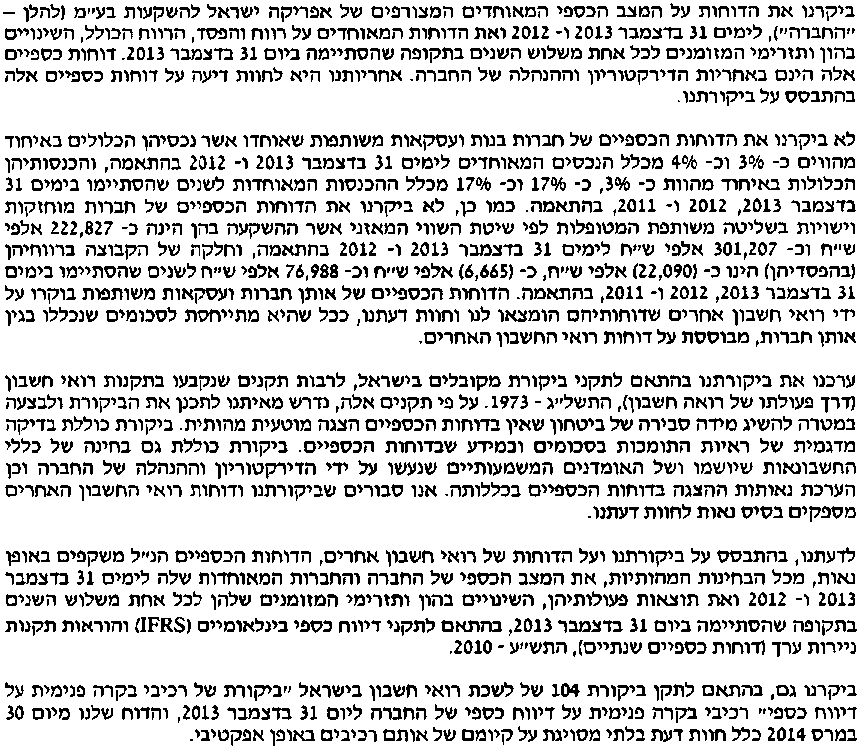 ביקרנו את הדוחות על המצב הכספי המאוחדים המצורפים של אפריקה ישראל להשקעות בע״מ (להלן –
״החברה״), לימים 31 בדצמבר 2013 ו- 2012 ואת הדוחות המאוחדים על רווח והפסד, הרווח הכולל, השינויים
בהון ותזרימי המזומנים לכל אחת משלוש השנים בתקופה שהסתיימה ביום 31 בדצמבר 2013. דוחות כספיים
אלה הינם באחריות הדירקטוריון וההנהלה של החברה. אחריותנו היא לחוות דיעה על דוחות כספיים אלה
בהתבסס על ביקורתנו.

לא ביקרנו את הדוחות הכספיים של חברות בנות ועסקאות משותפות שאוחדו אשר נכסיהן הכלולים באיחוד
מהווים כ- 3% וכ- 4% מכלל הנכסים המאוחדים לימים 31 בדצמבר 2013 ו- 2012 בהתאמה, והכנסותיהן
הכלולות באיחוד מהוות כ- 3%, כ- 17% וכ- 17% מכלל ההכנסות המאוחדות לשנים שהסתיימו בימים 31
בדצמבר 2013, 2012 ו- 2011, בהתאמה. כמו כן, לא ביקרנו את הדוחות הכספיים של חברות מוחזקות
וישויות בשליטה משותפת המטופלות לפי שיטת השווי המאזני אשר ההשקעה בהן הינה כ- 222,827 אלפי
ש״ח וכ- 301,207 אלפי ש״ח לימים 31 בדצמבר 2013 ו- 2012 בהתאמה, וחלקה של הקבוצה ברווחיהן
(בהפסדיהן) הינו כ- (22,090) אלפי ש״ח, כ- (6,665) אלפי ש״ח וכ- 76,988 אלפי ש״ח לשנים שהסתיימו בימים
31 בדצמבר 2013, 2012 ו- 2011, בהתאמה. הדוחות הכספיים של אותן חברות ועסקאות משותפות בוקרו על
ידי רואי חשבון אחרים שדוחותיהם הומצאו לנו וחוות דעתנו, ככל שהיא מתייחסת לסכומים שנכללו בגין
אותן חברות, מבוססת על דוחות רואי החשבון האחרים.

ערכנו את ביקורתנו בהתאם לתקני ביקורת מקובלים בישראל, לרבות תקנים שנקבעו בתקנות רואי חשבון
(דרך פעולתו של רואה חשבון), התשל״ג - 1973. על פי תקנים אלה, נדרש מאיתנו לתכנן את הביקורת ולבצעה
במטרה להשיג מידה סבירה של ביטחון שאין בדוחות הכספיים הצגה מוטעית מהותית. ביקורת כוללת בדיקה
מדגמית של ראיות התומכות בסכומים ובמידע שבדוחות הכספיים. ביקורת כוללת גם בחינה של כללי
החשבונאות שיושמו ושל האומדנים המשמעותיים שנעשו על ידי הדירקטוריון וההנהלה של החברה וכן
הערכת נאותות ההצגה בדוחות הכספיים בכללותה. אנו סבורים שביקורתנו ודוחות רואי החשבון האחרים
מספקים בסיס נאות לחוות דעתנו.

לדעתנו, בהתבסס על ביקורתנו ועל הדוחות של רואי חשבון אחרים, הדוחות הכספיים הנ״ל משקפים באופן
נאות, מכל הבחינות המהותיות, את המצב הכספי של החברה והחברות המאוחדות שלה לימים 31 בדצמבר
2013 ו- 2012 ואת תוצאות פעולותיהן, השינויים בהון ותזרימי המזומנים שלהן לכל אחת משלוש השנים
בתקופה שהסתיימה ביום 31 בדצמבר 2013, בהתאם לתקני דיווח כספי בינלאומיים (IFRS) והוראות תקנות
ניירות ערך (דוחות כספיים שנתיים), התש״ע - 2010.

ביקרנו גם, בהתאם לתקן ביקורת 104 של לשכת רואי חשבון בישראל ״ביקורת של רכיבי בקרה פנימית על
דיווח כספי״ רכיבי בקרה פנימית על דיווח כספי של החברה ליום 31 בדצמבר 2013, והדוח שלנו מיום 30
במרס 2014 כלל חוות דעת בלתי מסויגת על קיומם של אותם רכיבים באופן אפקטיבי.